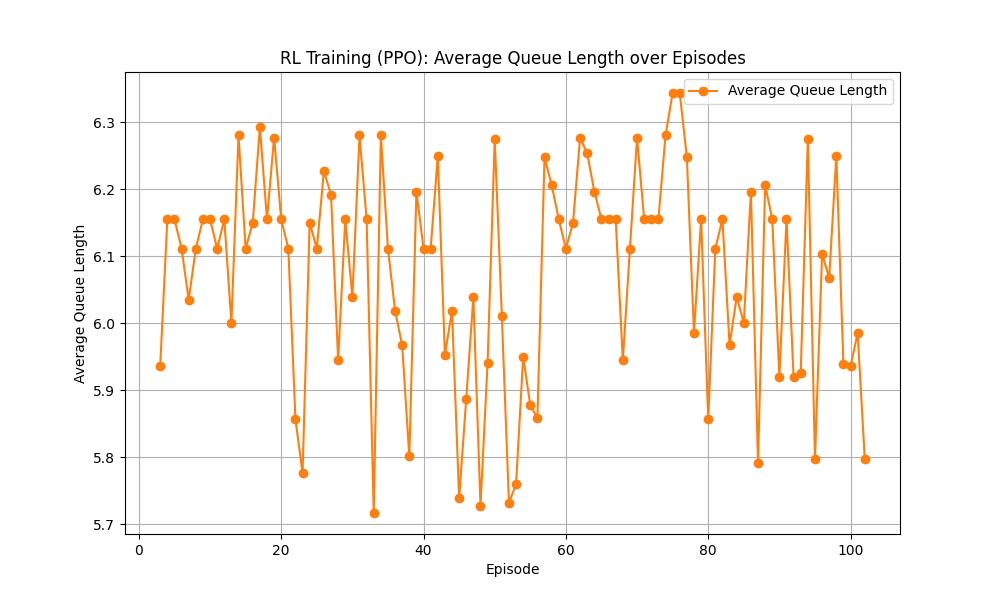 RL Training (PPO): Average Queue Length over Episodes
Average Queue Length
6.3
6.2
6.1
6.0
5.9
5.8
5.7
Average Queue Length
0 20 40 60 80 100
Episode